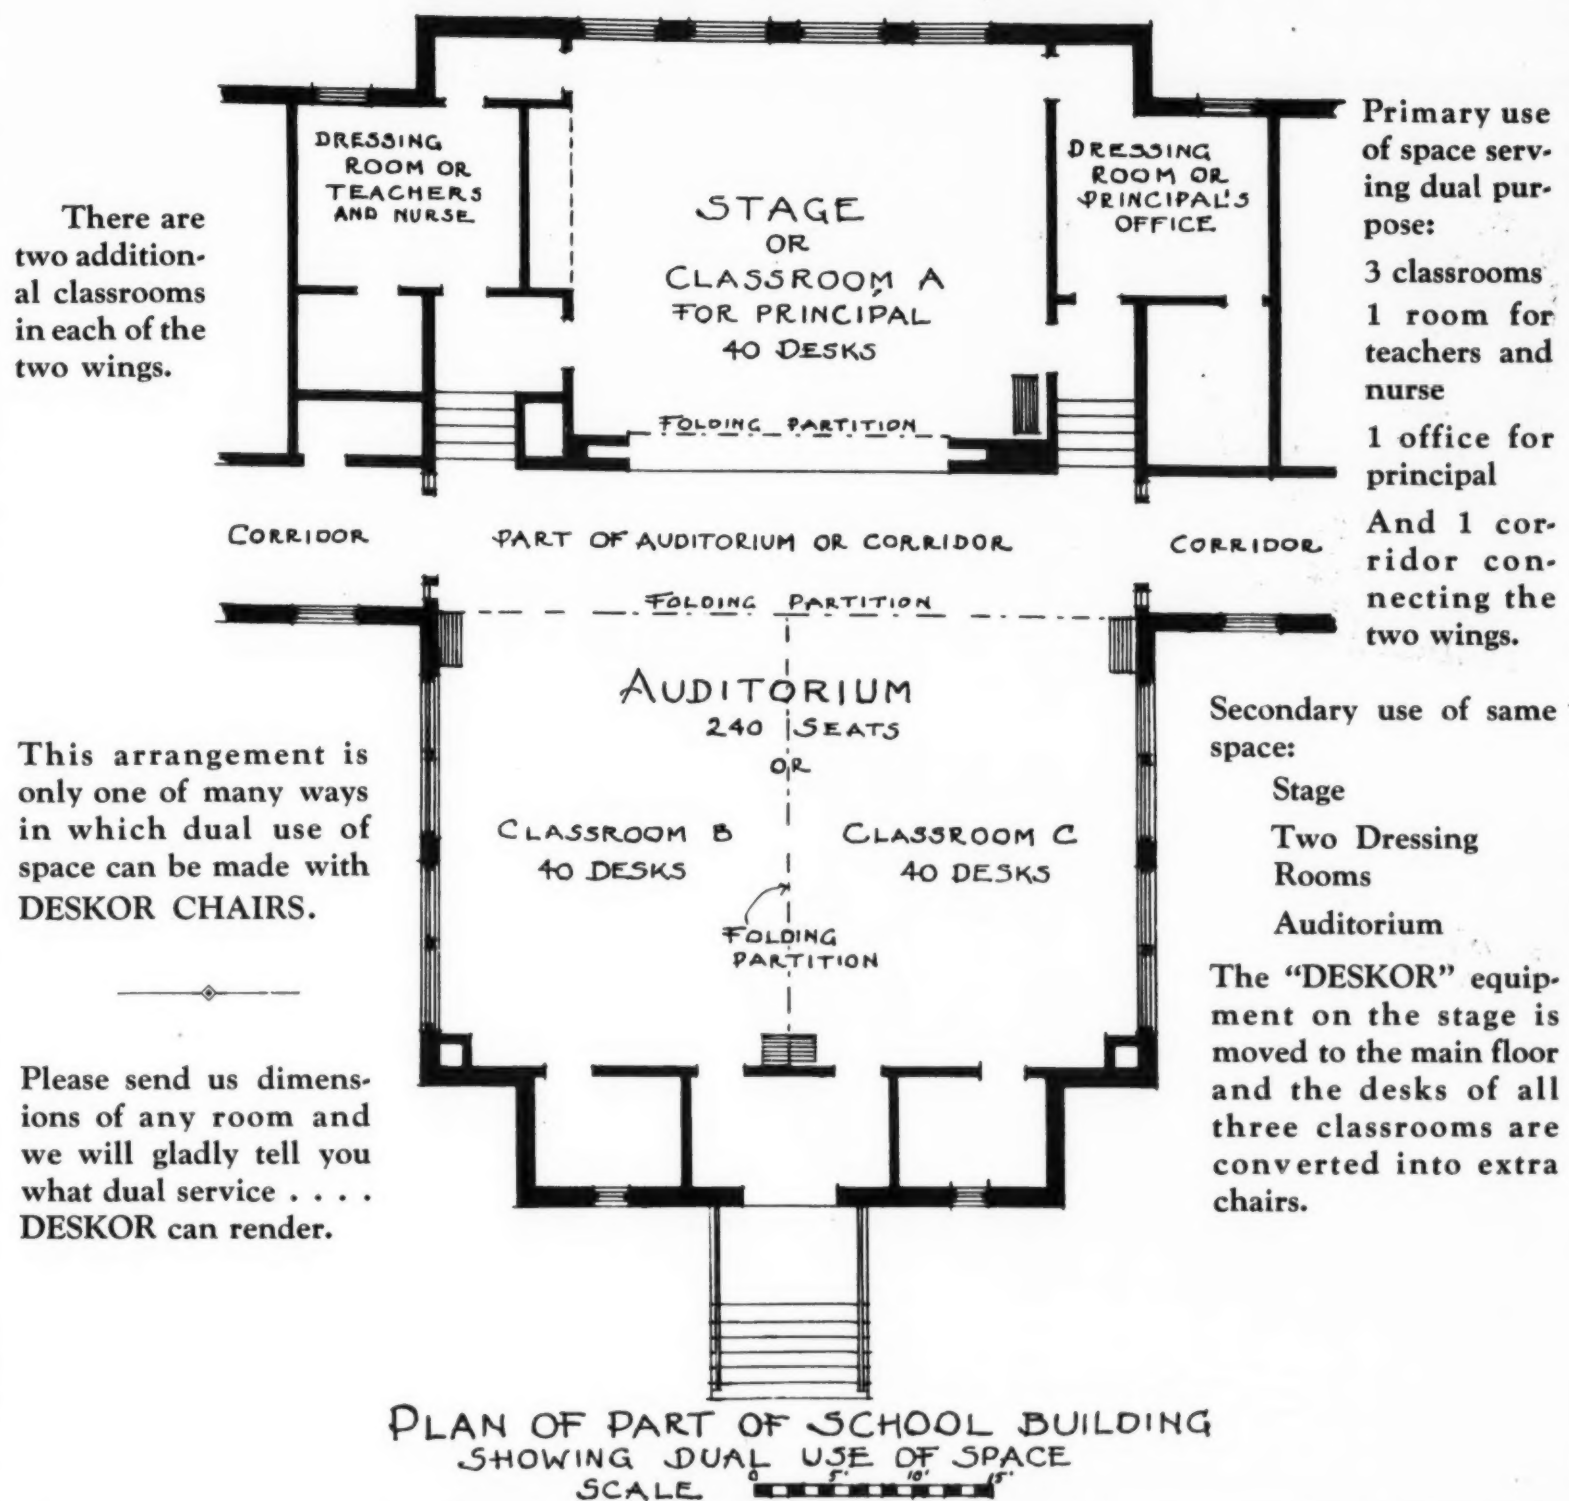 There are
two addition-
al classrooms
in each of the
two wings.
This arrangement is
only one of many ways
in which dual use of
space can be made with
DESKOR CHAIRS.
Please send us dimens-
ions of any room and
we will gladly tell you
what dual service . . . .
DESKOR can render.
DRESSING
ROOM OR
TEACHERS
AND NURSE
STAGE
OR
CLASSROOM A
FOR PRINCIPAL
40 DESKS
DRESSING
ROOM OR
PRINCIPAL'S
OFFICE
FOLDING PARTITION
CORRIDOR
PART OF AUDITORIUM OR CORRIDOR
CORRIDOR
FOLDING PARTITION
AUDITORIUM
240 SEATS
OR
CLASSROOM B
40 DESKS
CLASSROOM C
40 DESKS
FOLDING
PARTITION
Primary use
of space serv-
ing dual pur-
pose:
3 classrooms
1 room for
teachers and
nurse
1 office for
principal
And 1 cor-
ridor con-
necting the
two wings.
Secondary use of same
space:
Stage
Two Dressing
Rooms
Auditorium
The “DESKOR” equip-
ment on the stage is
moved to the main floor
and the desks of all
three classrooms are
converted into extra
chairs.
PLAN OF PART OF SCHOOL BUILDING
SHOWING DUAL USE OF SPACE
SCALE 0 5' 10' 15'